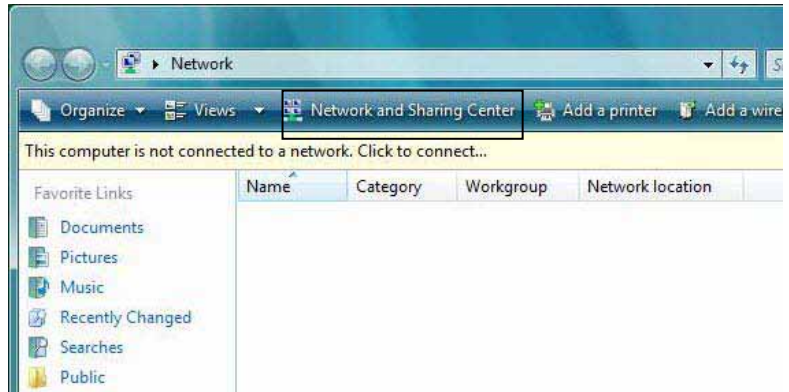 Network
S
Organize Views Network and Sharing Center Add a printer Add a wire
This computer is not connected to a network. Click to connect...
Favorite Links
Name Category Workgroup Network location
Documents
Pictures
Music
Recently Changed
Searches
Public